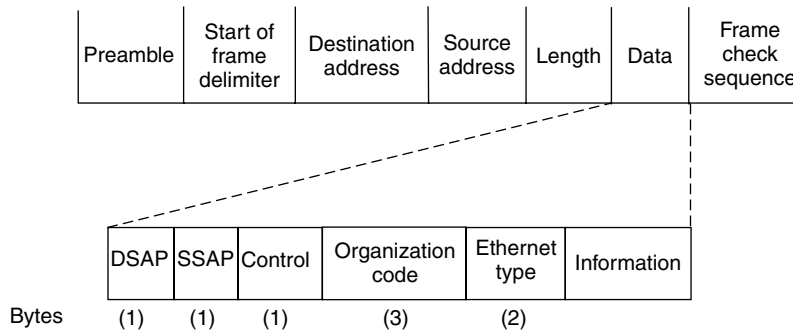 Preamble
Start of
frame
delimiter
Destination
address
Source
address
Length
Data
Frame
check
sequence
DSAP
SSAP
Control
Organization
code
Ethernet
type
Information
Bytes (1) (1) (1) (3) (2)